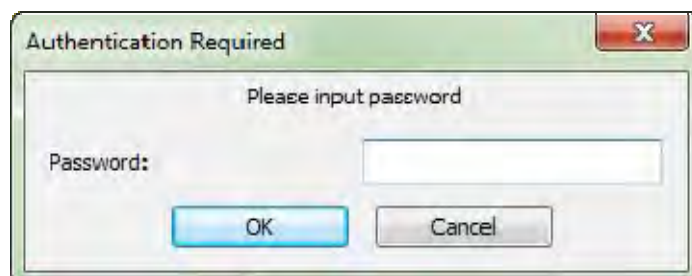 Authentication Required
Please input password
Password:
OK
Cancel